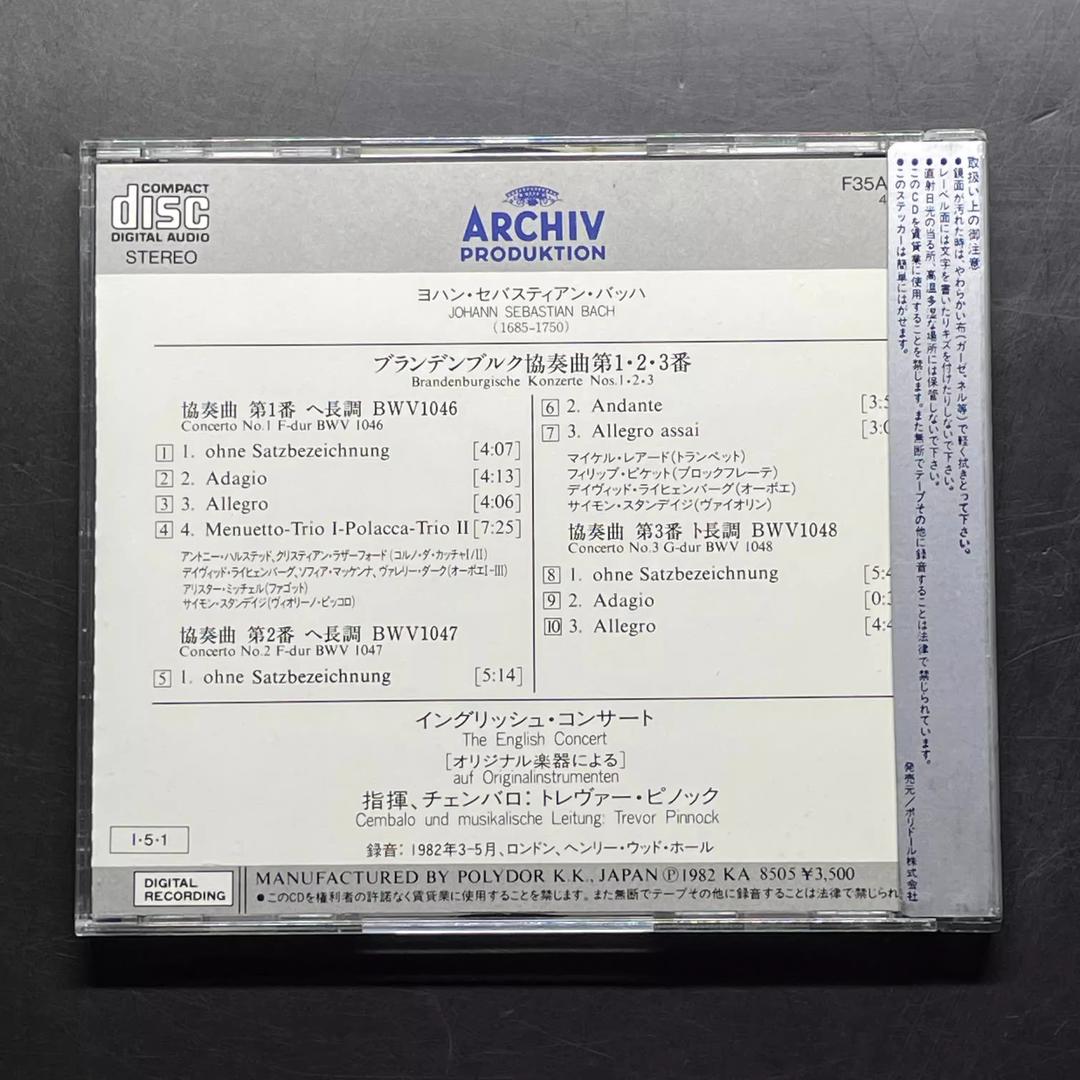 COMPACT
disc
DIGITAL AUDIO
STEREO
ARCHIV
PRODUKTION
F35A
4
ヨハン・セバスティアン・バッハ
JOHANN SEBASTIAN BACH
(1685-1750)
ブランデンブルク協奏曲第1・2・3番
Brandenburgische Konzerte Nos.1・2・3
協奏曲 第1番 ヘ長調 BWV1046
Concerto No.1 F-dur BWV 1046
1 1. ohne Satzbezeichnung [4:07]
2 2. Adagio [4:13]
3 3. Allegro [4:06]
4 4. Menuetto-Trio I-Polacca-Trio II [7:25]
アントニー・ハルステッド、クリスティアン・ラザーフォード(コルノ・ダ・カッチャI/II)
デイヴィッド・ライヒェンバーグ、ソフィア・マッケンナ、ヴァレリー・ダーク(オーボエI-III)
アリスター・ミッチェル(ファゴット)
サイモン・スタンデイジ(ヴィオリーノ・ピッコロ)
協奏曲 第2番 ヘ長調 BWV1047
Concerto No.2 F-dur BWV 1047
5 1. ohne Satzbezeichnung [5:14]
6 2. Andante [3:5
7 3. Allegro assai [3:0
マイケル・レアード(トランペット)
フィリップ・ピケット(ブロックフレーテ)
デイヴィッド・ライヒェンバーグ(オーボエ)
サイモン・スタンデイジ(ヴァイオリン)
協奏曲 第3番 ト長調 BWV1048
Concerto No.3 G-dur BWV 1048
8 1. ohne Satzbezeichnung [5:4
9 2. Adagio [0:
10 3. Allegro [4:4
イングリッシュ・コンサート
The English Concert
[オリジナル楽器による]
auf Originalinstrumenten
指揮、チェンバロ: トレヴァー・ピノック
Cembalo und musikalische Leitung: Trevor Pinnock
録音: 1982年3-5月、ロンドン、ヘンリー・ウッド・ホール
I・5・1
DIGITAL
RECORDING
MANUFACTURED BY POLYDOR K.K., JAPAN Ⓟ1982 KA 8505 ¥3,500
●このCDを権利者の許諾なく賃貸業に使用することを禁じます。また無断でテープその他に録音することは法律で禁じられ
取扱い上の御注意
●鏡面が汚れた時は、やわらかい布(ガーゼ、ネル等)で軽く拭きとって下さい。
●レーベル面には文字を書いたりキズを付けたりしないで下さい。
●直射日光の当る所、高温多湿な場所には保管しないで下さい。
●このCDを賃貸業に使用することを禁じます。また無断でテープその他に録音することは法律で禁じられています。
●このステッカーは簡単にはがせます。
発売元/ポリドール株式会社